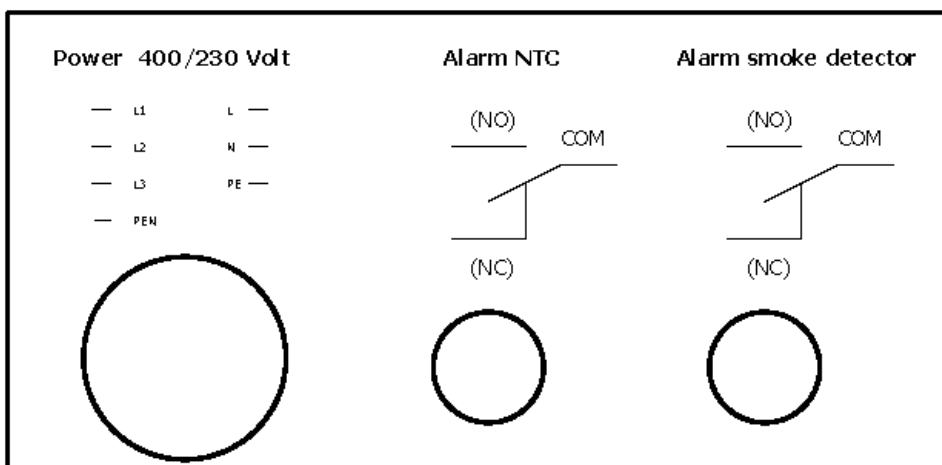 Power 400/230 Volt
L1 L
L2 N
L3 PE
PEN
Alarm NTC
(NO)
COM
(NC)
Alarm smoke detector
(NO)
COM
(NC)